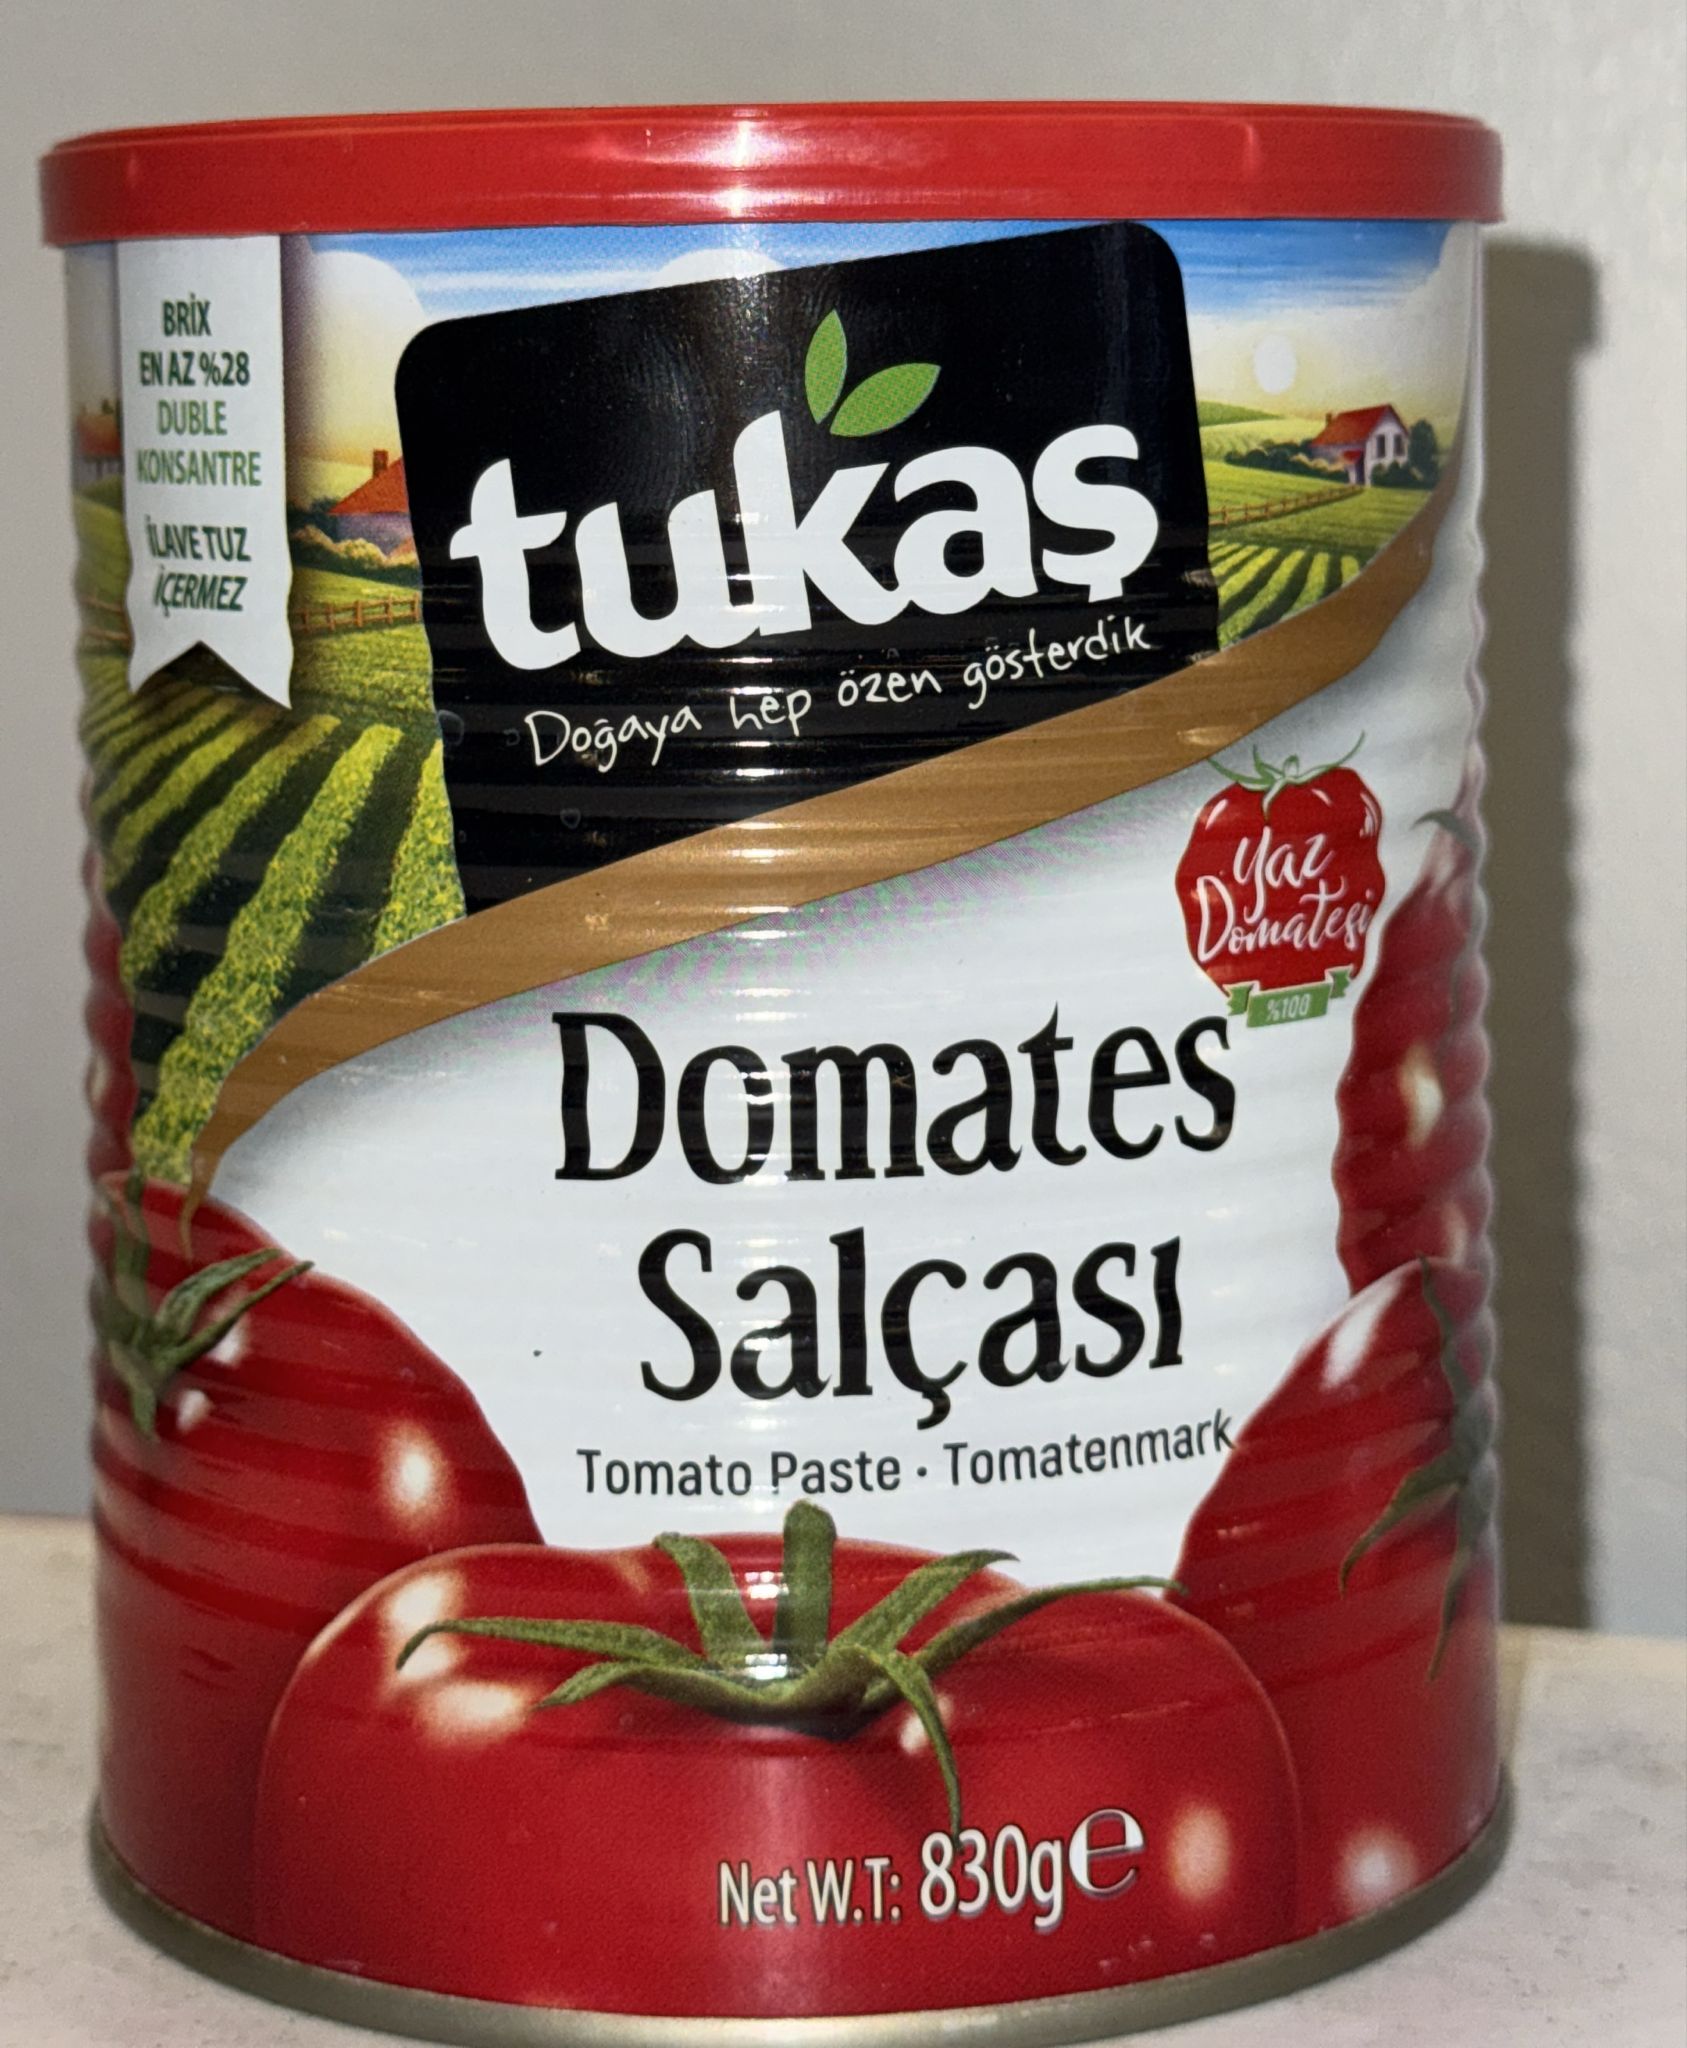 BRİX
EN AZ %28
DUBLE
KONSANTRE
İLAVE TUZ
İÇERMEZ
tukaş
Doğaya hep özen gösterdik
Yaz
Domatesi
%100
Domates
Salçası
Tomato Paste · Tomatenmark
Net W.T: 830g℮